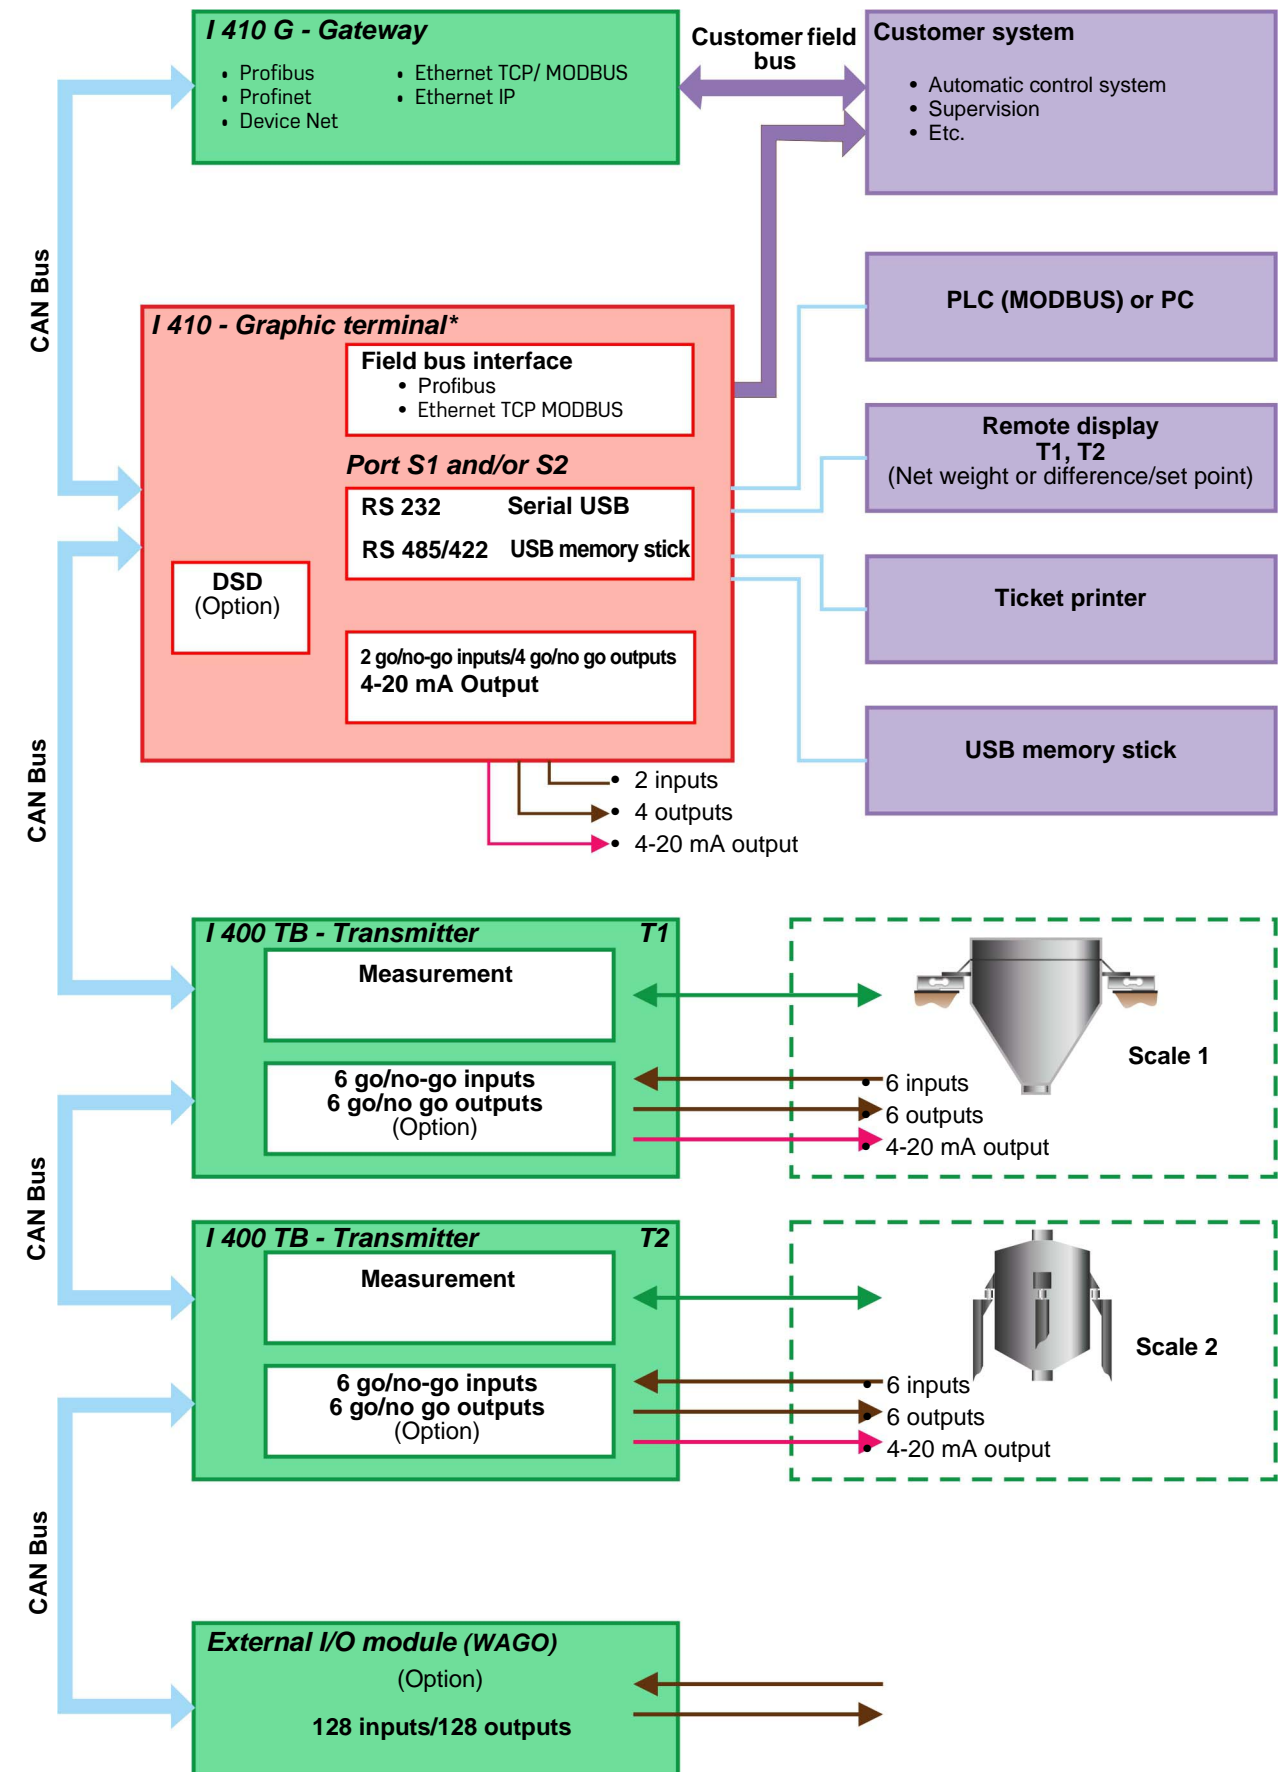 I 410 G - Gateway
• Profibus
• Profinet
• Device Net
• Ethernet TCP/ MODBUS
• Ethernet IP
Customer field
bus
Customer system
• Automatic control system
• Supervision
• Etc.
CAN Bus
PLC (MODBUS) or PC
I 410 - Graphic terminal*
Field bus interface
• Profibus
• Ethernet TCP MODBUS
Port S1 and/or S2
RS 232 Serial USB
RS 485/422 USB memory stick
DSD
(Option)
2 go/no-go inputs/4 go/no go outputs
4-20 mA Output
Remote display
T1, T2
(Net weight or difference/set point)
Ticket printer
USB memory stick
• 2 inputs
• 4 outputs
• 4-20 mA output
CAN Bus
I 400 TB - Transmitter T1
Measurement
6 go/no-go inputs
6 go/no go outputs
(Option)
Scale 1
• 6 inputs
• 6 outputs
• 4-20 mA output
CAN Bus
I 400 TB - Transmitter T2
Measurement
6 go/no-go inputs
6 go/no go outputs
(Option)
Scale 2
• 6 inputs
• 6 outputs
• 4-20 mA output
CAN Bus
External I/O module (WAGO)
(Option)
128 inputs/128 outputs